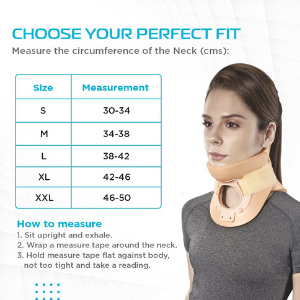 CHOOSE YOUR PERFECT FIT
Measure the circumference of the Neck (cms):
Size Measurement
S 30-34
M 34-38
L 38-42
XL 42-46
XXL 46-50
How to measure
1. Sit upright and exhale.
2. Wrap a measure tape around the neck.
3. Hold measure tape flat against body,
not too tight and take a reading.